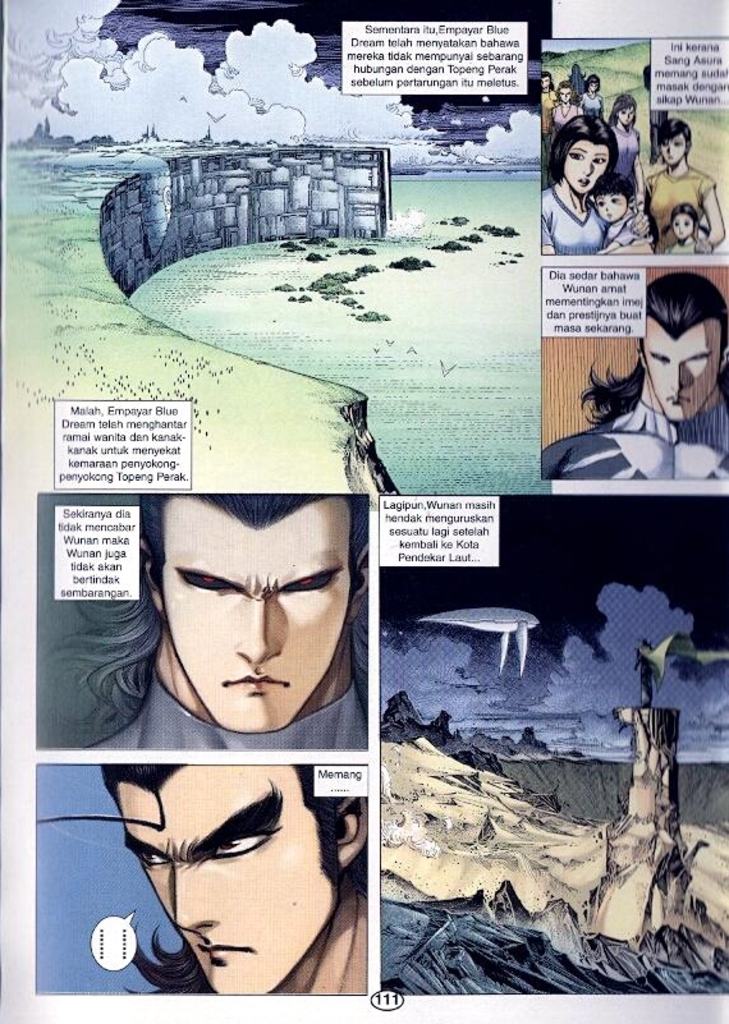 Sementara itu,Empayar Blue
Dream telah menyatakan bahawa
mereka tidak mempunyai sebarang
hubungan dengan Topeng Perak
sebelum pertarungan itu meletus.
Ini kerana
Sang Asura
memang sudah
masak dengan
sikap Wunan...
Dia sedar bahawa
Wunan amat
mementingkan imej
dan prestijnya buat
masa sekarang.
Malah, Empayar Blue
Dream telah menghantar
ramai wanita dan kanak-
kanak untuk menyekat
kemaraan penyokong-
penyokong Topeng Perak.
Sekiranya dia
tidak mencabar
Wunan maka
Wunan juga
tidak akan
bertindak
sembarangan.
Lagipun,Wunan masih
hendak menguruskan
sesuatu lagi setelah
kembali ke Kota
Pendekar Laut...
Memang
......
......
......
111